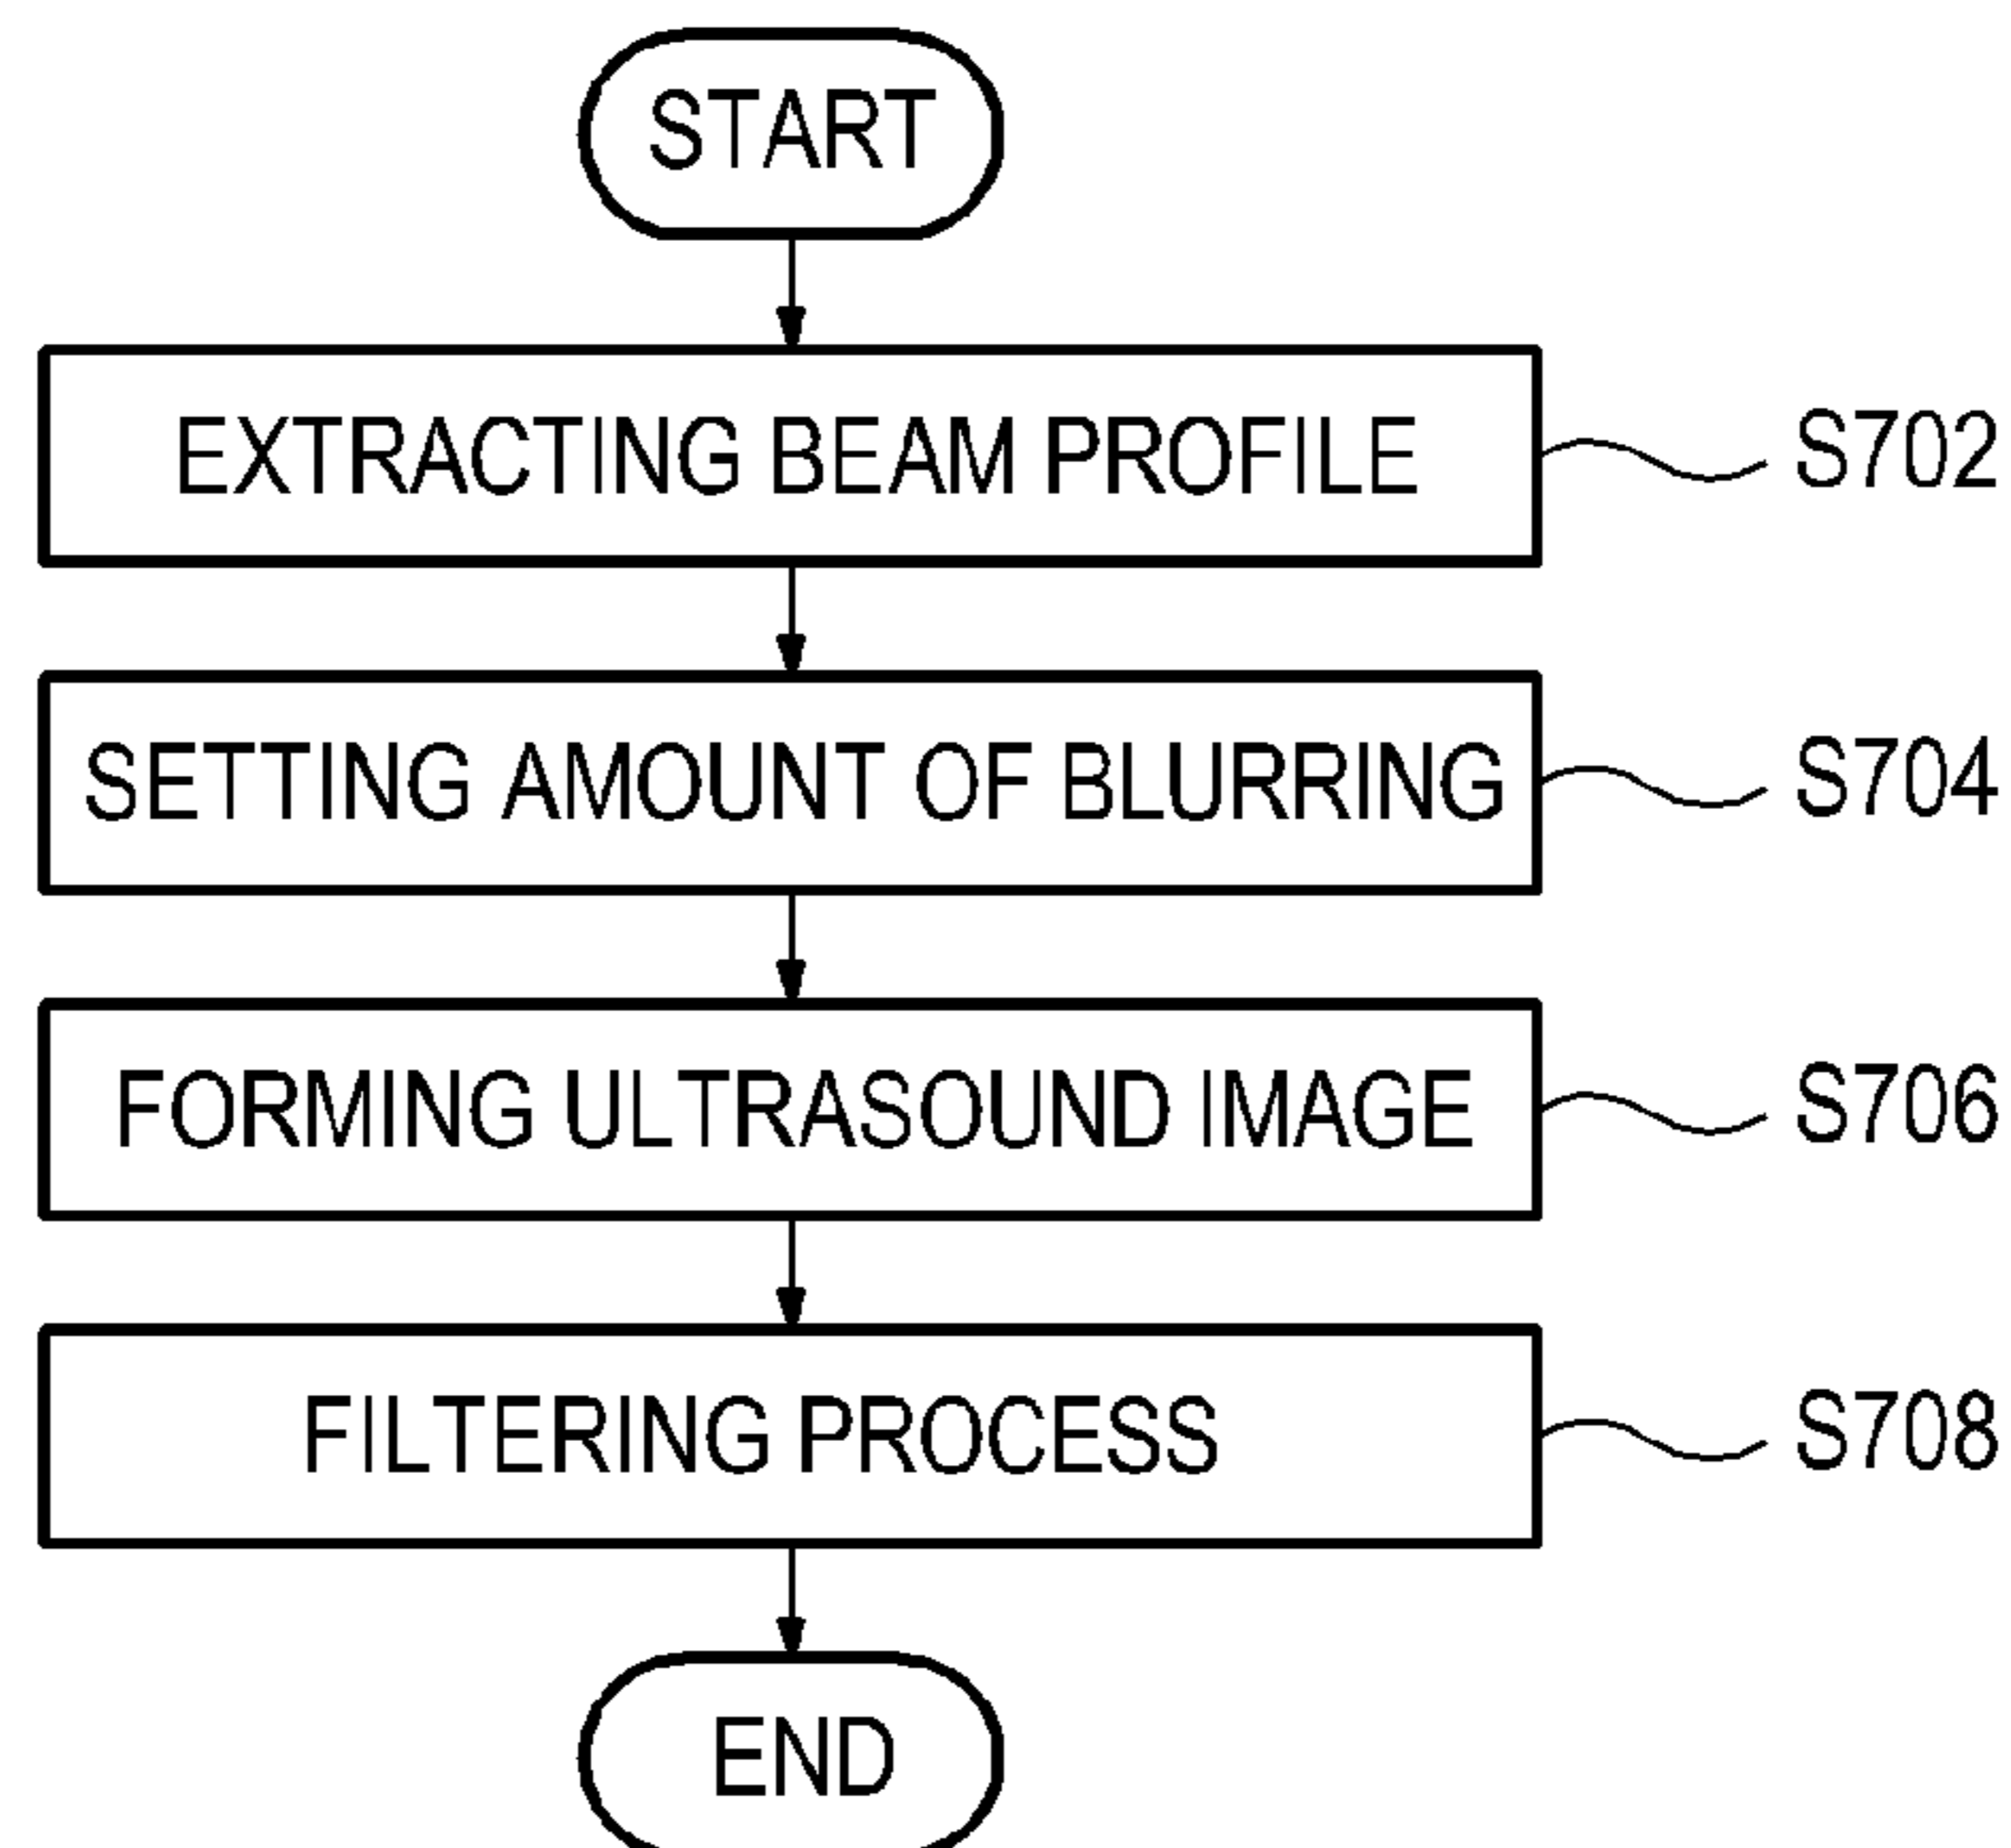 START
EXTRACTING BEAM PROFILE S702
SETTING AMOUNT OF BLURRING S704
FORMING ULTRASOUND IMAGE S706
FILTERING PROCESS S708
END